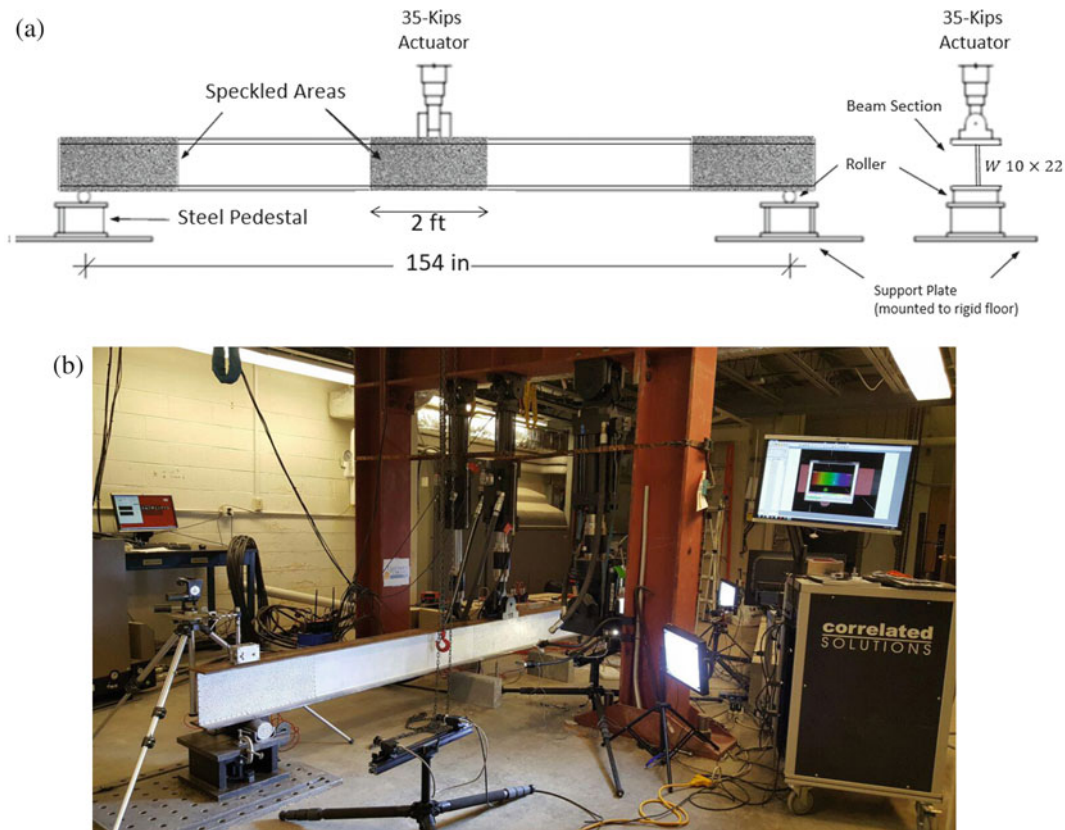 (a)
35-Kips
Actuator
35-Kips
Actuator
Speckled Areas
Beam Section
Roller
W 10 × 22
Steel Pedestal
2 ft
154 in
Support Plate
(mounted to rigid floor)
(b)
correlated
SOLUTIONS